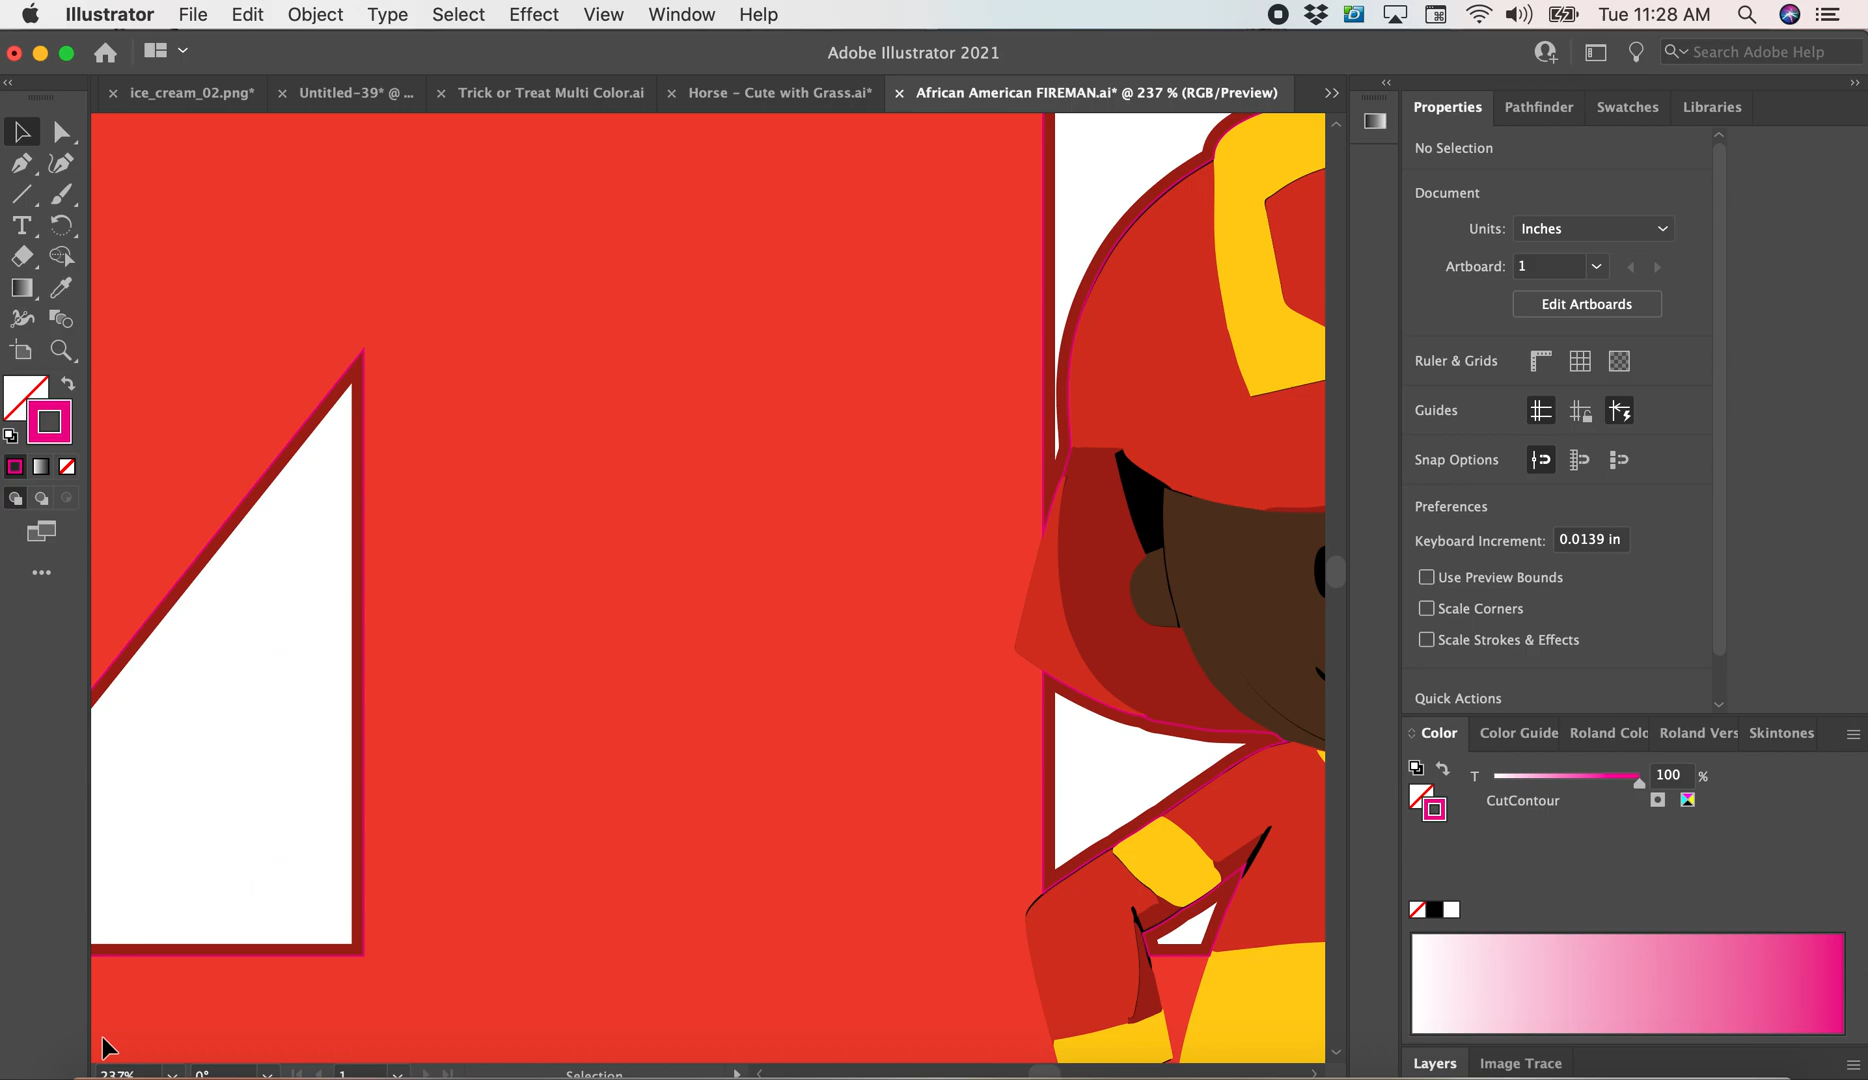 Illustrator File Edit Object Type Select Effect View Window Help Tue 11:28 AM
Adobe Illustrator 2021 Search Adobe Help
ice_cream_02.png* Untitled-39* @ ... Trick or Treat Multi Color.ai Horse - Cute with Grass.ai* African American FIREMAN.ai* @ 237 % (RGB/Preview)
Properties Pathfinder Swatches Libraries
No Selection
Document
Units: Inches
Artboard: 1
Edit Artboards
Ruler & Grids
Guides
Snap Options
Preferences
Keyboard Increment: 0.0139 in
Use Preview Bounds
Scale Corners
Scale Strokes & Effects
Quick Actions
Color Color Guide Roland Colo Roland Vers Skintones
T 100 %
CutContour
Layers Image Trace
237% 0° 1 Selection